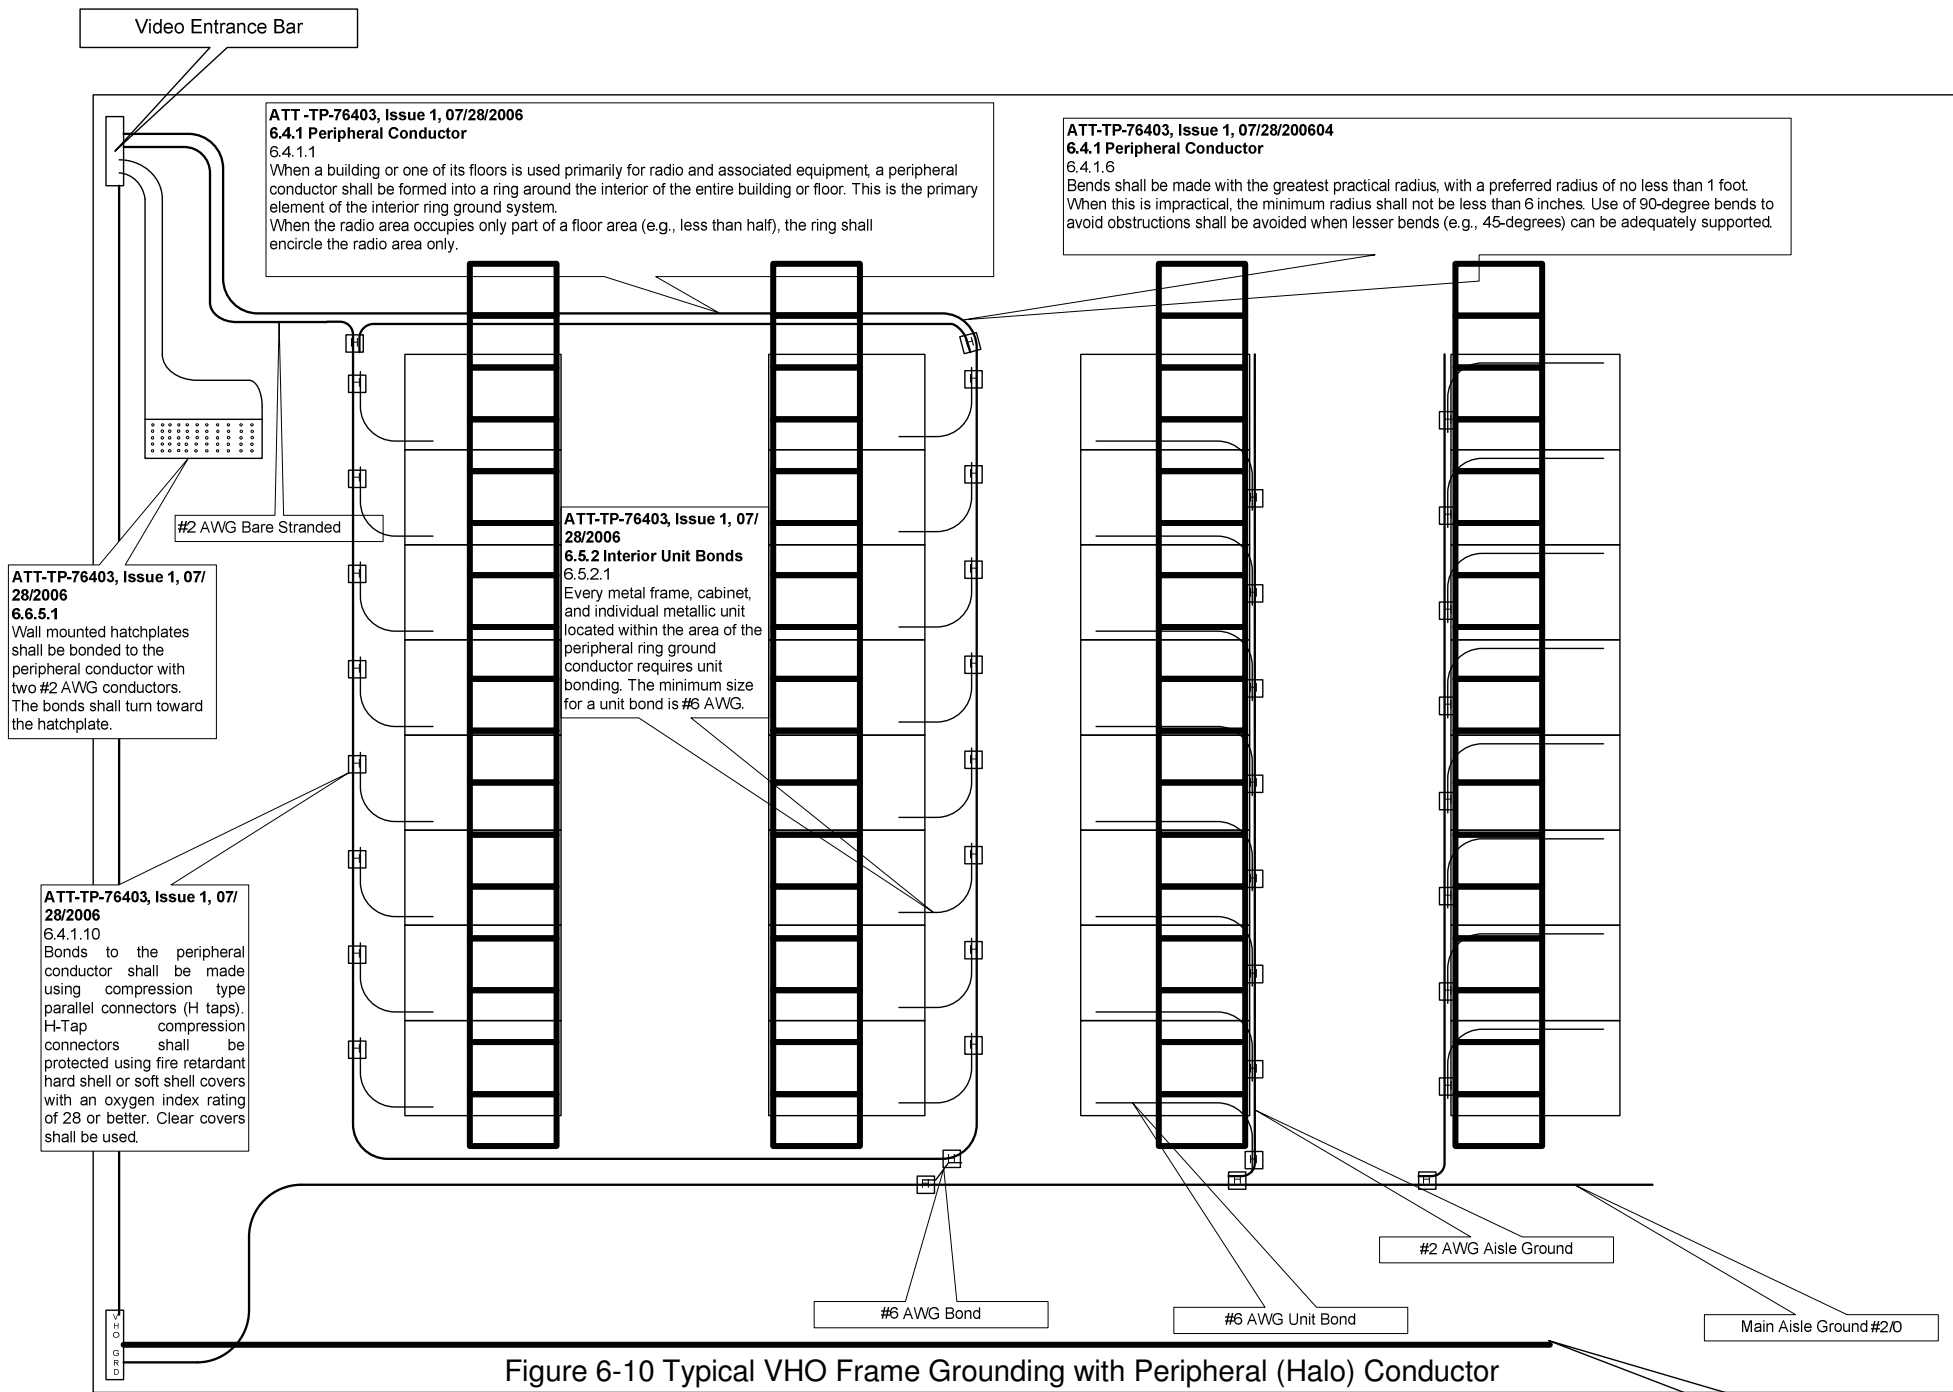 Video Entrance Bar
ATT -TP-76403, Issue 1, 07/28/2006
6.4.1 Peripheral Conductor
6.4.1.1
When a building or one of its floors is used primarily for radio and associated equipment, a peripheral
conductor shall be formed into a ring around the interior of the entire building or floor. This is the primary
element of the interior ring ground system.
When the radio area occupies only part of a floor area (e.g., less than half), the ring shall
encircle the radio area only.
ATT-TP-76403, Issue 1, 07/28/200604
6.4.1 Peripheral Conductor
6.4.1.6
Bends shall be made with the greatest practical radius, with a preferred radius of no less than 1 foot.
When this is impractical, the minimum radius shall not be less than 6 inches. Use of 90-degree bends to
avoid obstructions shall be avoided when lesser bends (e.g., 45-degrees) can be adequately supported.
#2 AWG Bare Stranded
ATT-TP-76403, Issue 1, 07/
28/2006
6.5.2 Interior Unit Bonds
6.5.2.1
Every metal frame, cabinet,
and individual metallic unit
located within the area of the
peripheral ring ground
conductor requires unit
bonding. The minimum size
for a unit bond is #6 AWG.
ATT-TP-76403, Issue 1, 07/
28/2006
6.6.5.1
Wall mounted hatchplates
shall be bonded to the
peripheral conductor with
two #2 AWG conductors.
The bonds shall turn toward
the hatchplate.
ATT-TP-76403, Issue 1, 07/
28/2006
6.4.1.10
Bonds to the peripheral
conductor shall be made
using compression type
parallel connectors (H taps).
H-Tap compression
connectors shall be
protected using fire retardant
hard shell or soft shell covers
with an oxygen index rating
of 28 or better. Clear covers
shall be used.
#2 AWG Aisle Ground
#6 AWG Bond
#6 AWG Unit Bond
Main Aisle Ground #2/0
VHO GRD
Figure 6-10 Typical VHO Frame Grounding with Peripheral (Halo) Conductor